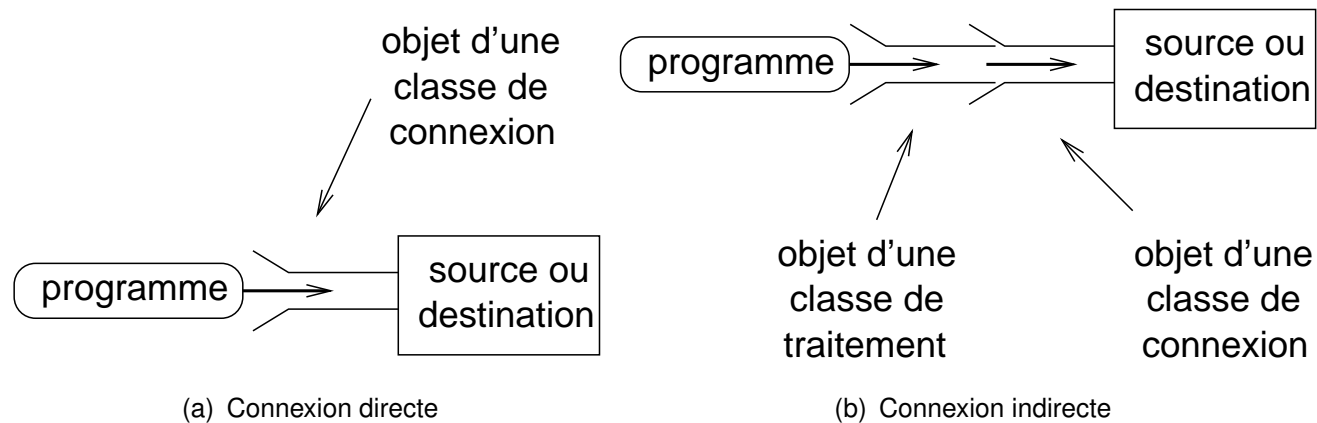 objet d'une
classe de
connexion
programme
source ou
destination
(a) Connexion directe
programme
source ou
destination
objet d'une
classe de
traitement
objet d'une
classe de
connexion
(b) Connexion indirecte